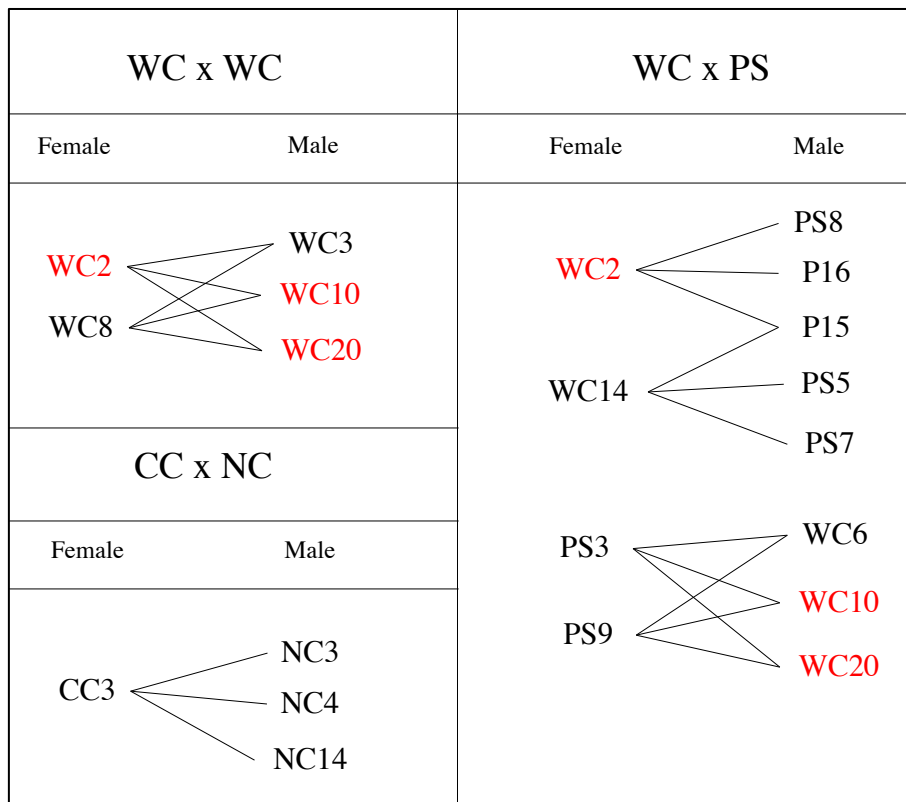 WC x WC
Female Male
WC2
WC8
WC3
WC10
WC20
CC x NC
Female Male
CC3
NC3
NC4
NC14
WC x PS
Female Male
WC2
WC14
PS8
P16
P15
PS5
PS7
PS3
PS9
WC6
WC10
WC20